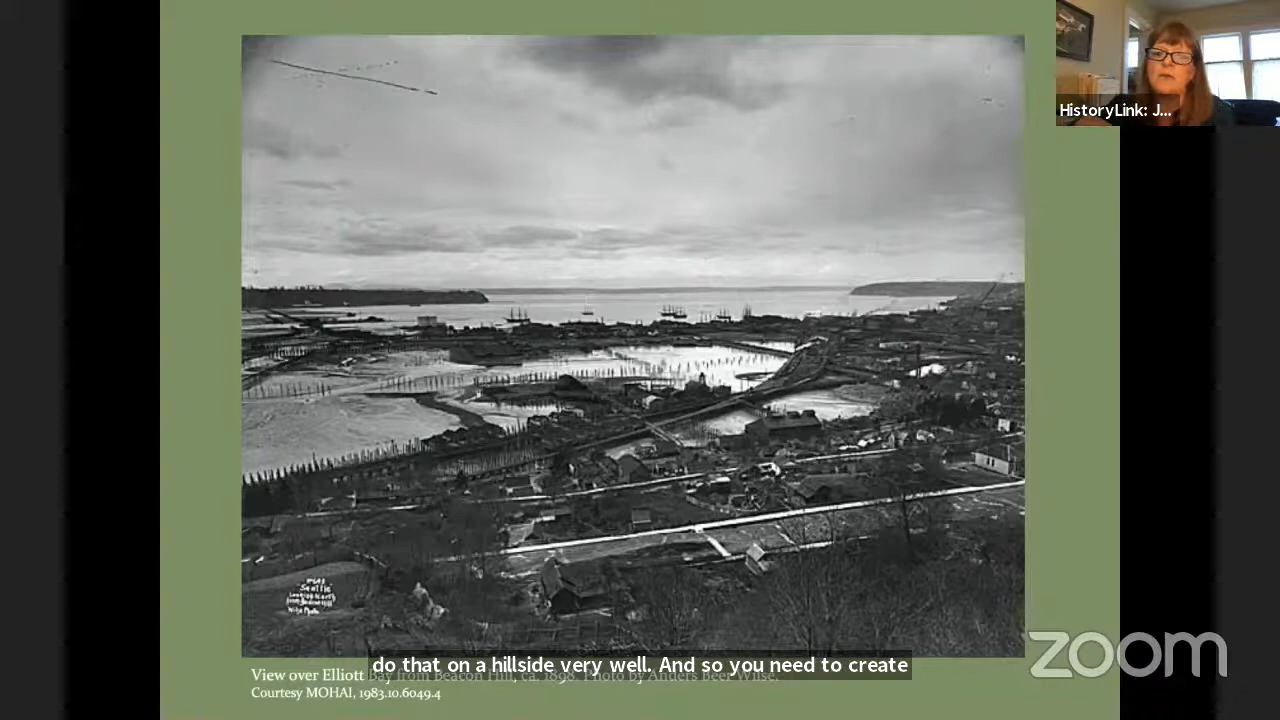 HistoryLink: J...
Seattle
do that on a hillside very well. And so you need to create
View over Elliott Bay from Beacon Hill, ca. 1898. Photo by Anders Beer Wilse.
Courtesy MOHAI, 1983.10.6049.4
zoom